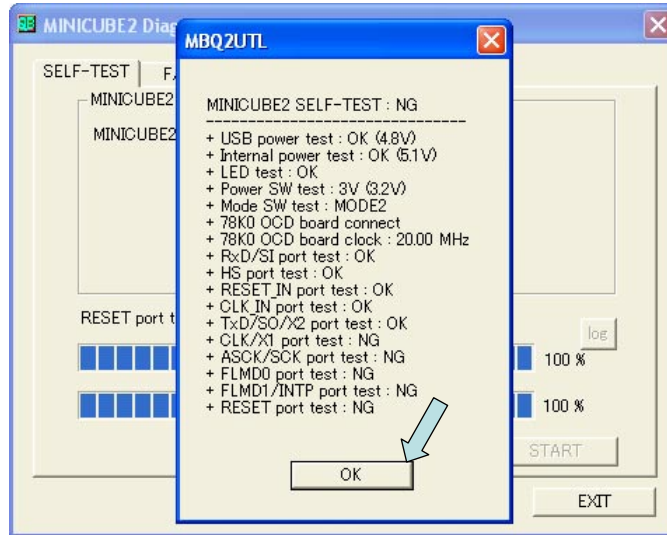 MINICUBE2 Diag
MBQ2UTL
SELF-TEST
F
MINICUBE2
MINICUBE2
MINICUBE2 SELF-TEST : NG
--------------------------------
+ USB power test : OK (4.8V)
+ Internal power test : OK (5.1V)
+ LED test : OK
+ Power SW test : 3V (3.2V)
+ Mode SW test : MODE2
+ 78K0 OCD board connect
+ 78K0 OCD board clock : 20.00 MHz
+ RxD/SI port test : OK
+ HS port test : OK
+ RESET_IN port test : OK
+ CLK_IN port test : OK
+ TxD/SO/X2 port test : OK
+ CLK/X1 port test : NG
+ ASCK/SCK port test : NG
+ FLMD0 port test : NG
+ FLMD1/INTP port test : NG
+ RESET port test : NG
OK
RESET port t
log
100 %
100 %
START
EXIT